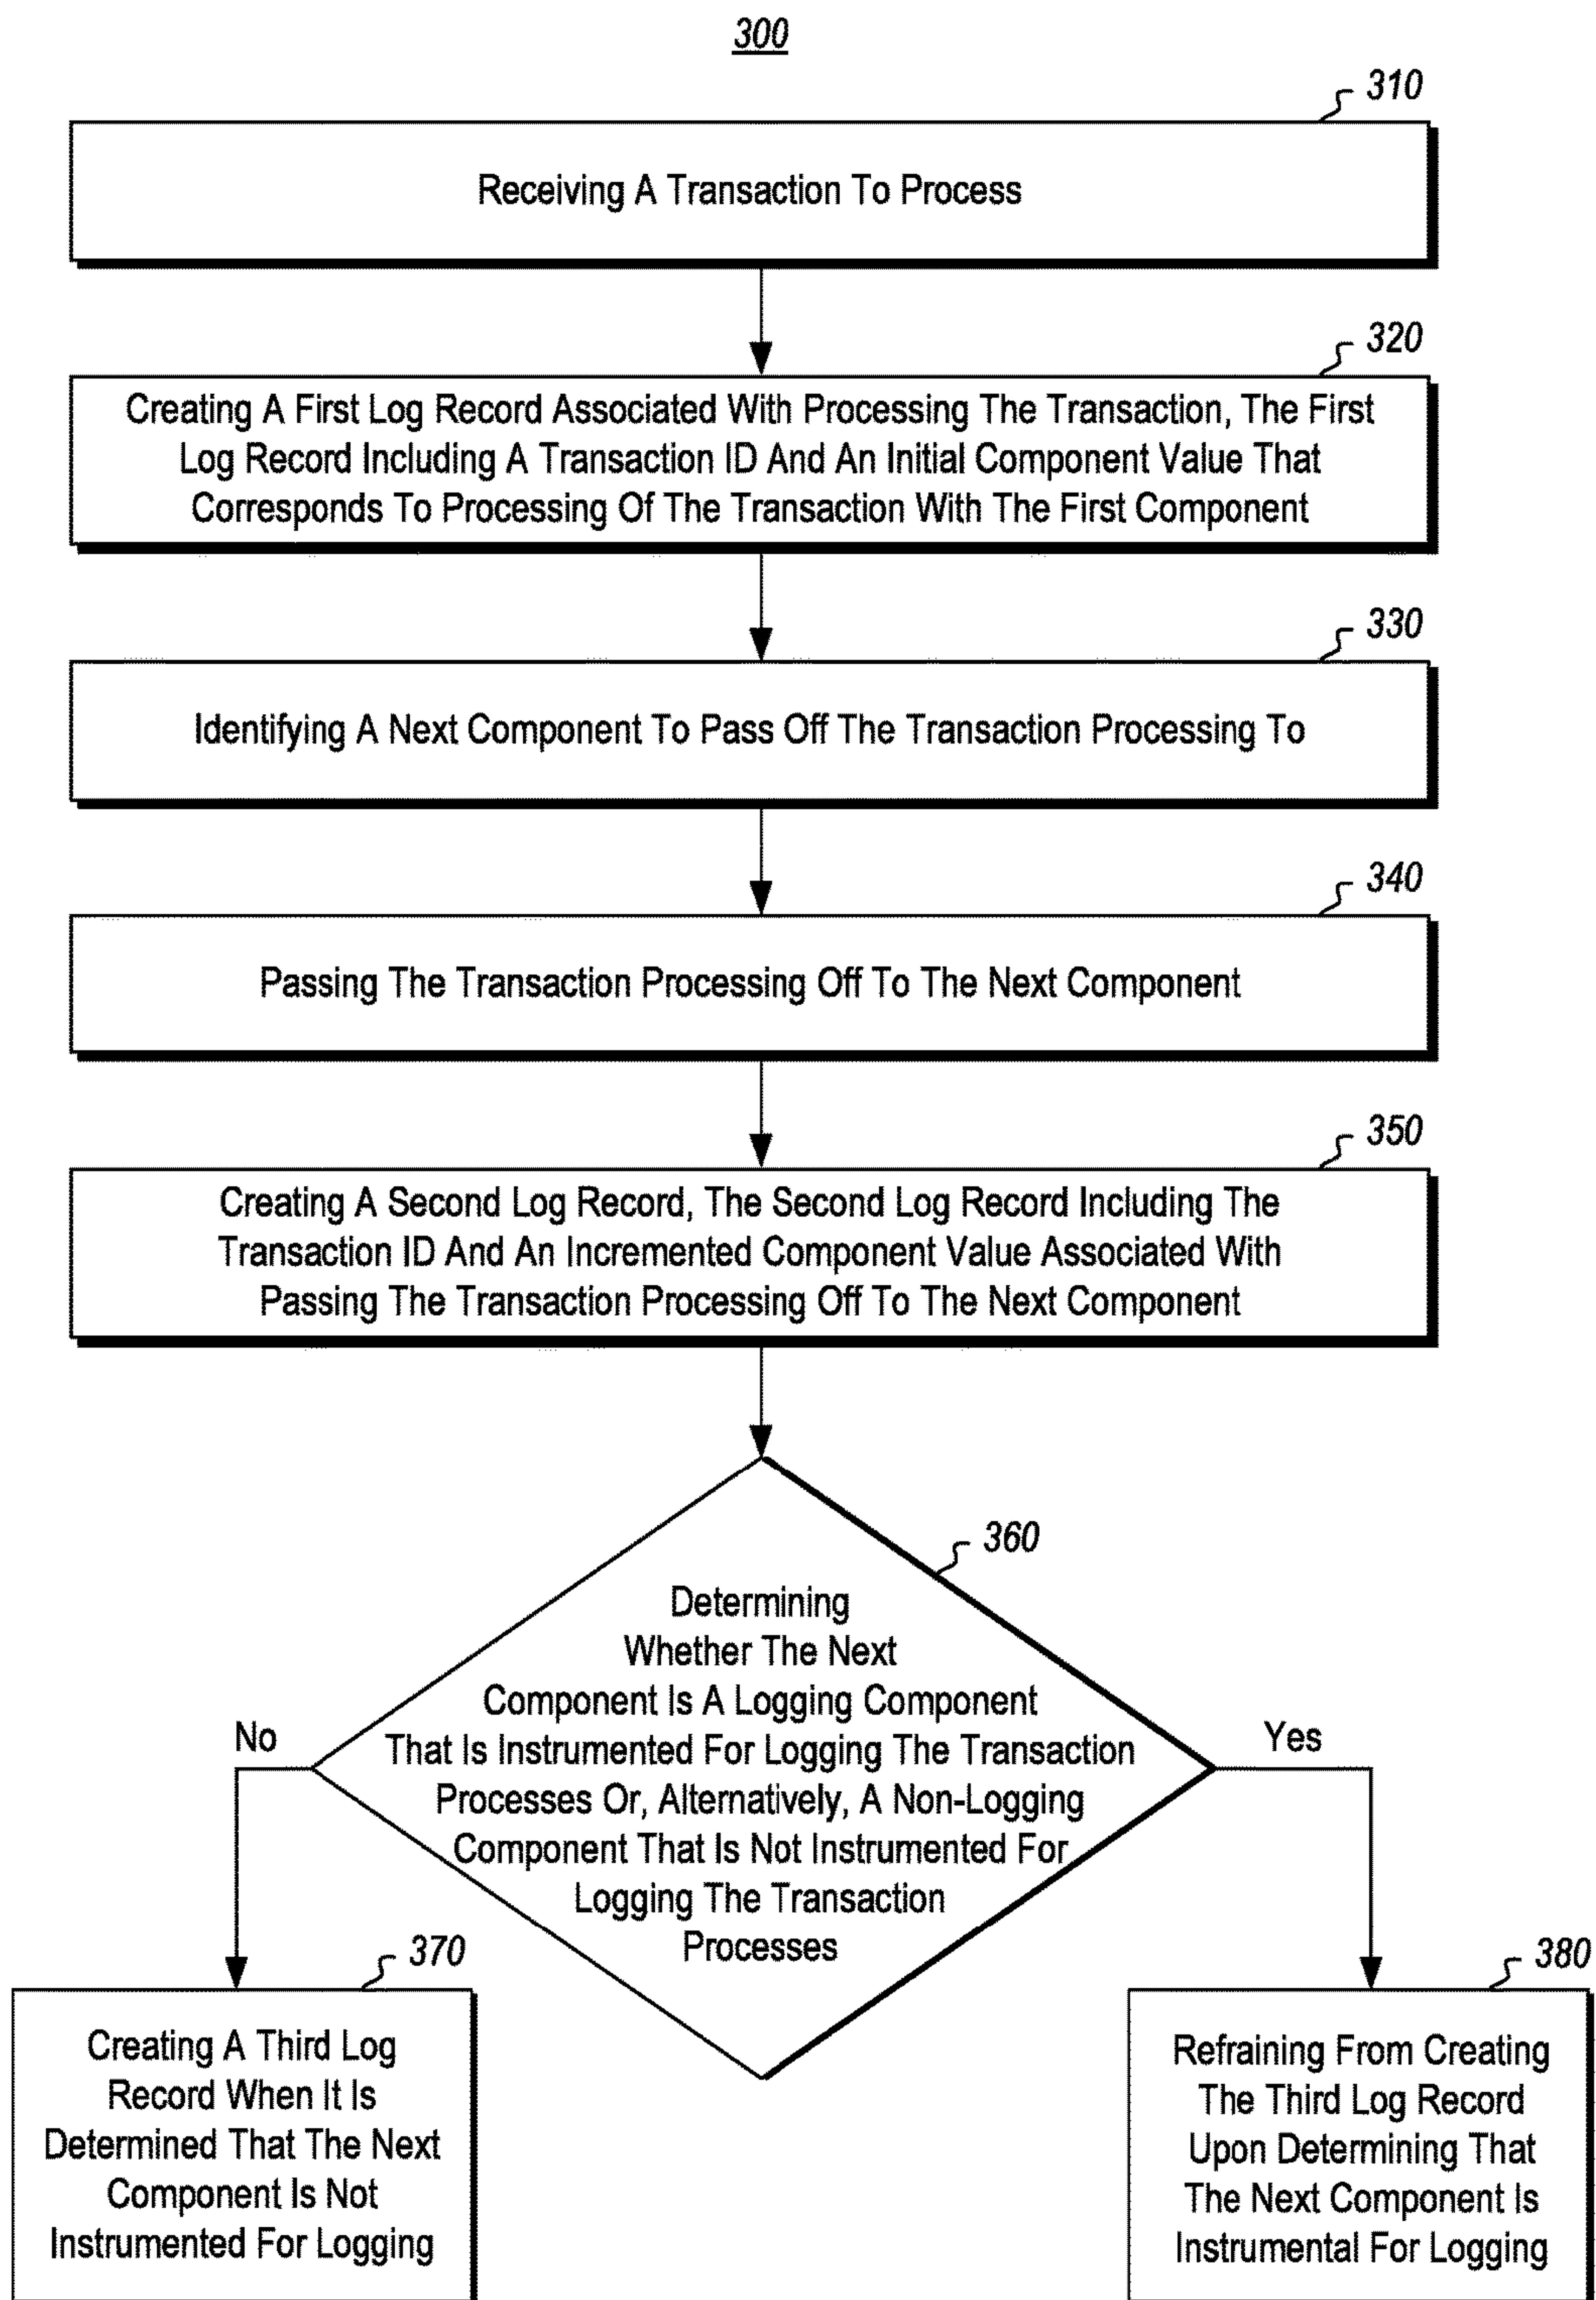 300
310
Receiving A Transaction To Process
320
Creating A First Log Record Associated With Processing The Transaction, The First
Log Record Including A Transaction ID And An Initial Component Value That
Corresponds To Processing Of The Transaction With The First Component
330
Identifying A Next Component To Pass Off The Transaction Processing To
340
Passing The Transaction Processing Off To The Next Component
350
Creating A Second Log Record, The Second Log Record Including The
Transaction ID And An Incremented Component Value Associated With
Passing The Transaction Processing Off To The Next Component
360
Determining
Whether The Next
Component Is A Logging Component
That Is Instrumented For Logging The Transaction
Processes Or, Alternatively, A Non-Logging
Component That Is Not Instrumented For
Logging The Transaction
Processes
No
Yes
370
Creating A Third Log
Record When It Is
Determined That The Next
Component Is Not
Instrumented For Logging
380
Refraining From Creating
The Third Log Record
Upon Determining That
The Next Component Is
Instrumental For Logging